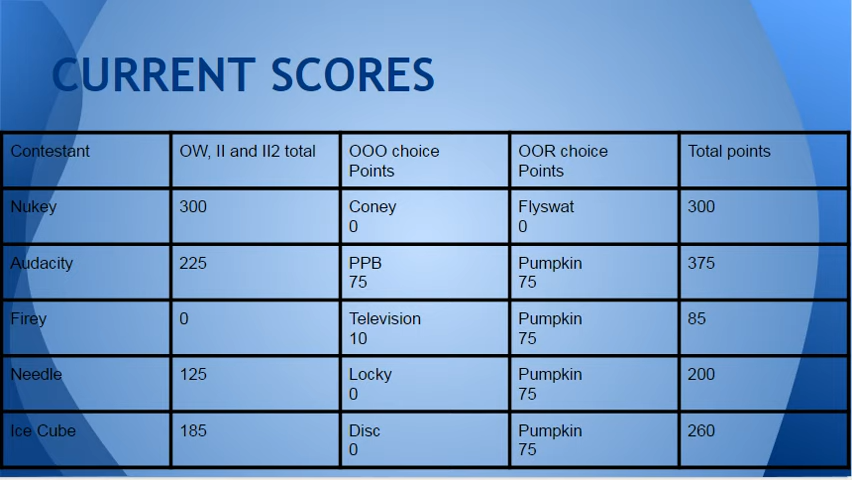 CURRENT SCORES
Contestant OW, II and II2 total OOO choice OOR choice Total points
Points Points
Nukey 300 Coney Flyswat 300
0 0
Audacity 225 PPB Pumpkin 375
75 75
Firey 0 Television Pumpkin 85
10 75
Needle 125 Locky Pumpkin 200
0 75
Ice Cube 185 Disc Pumpkin 260
0 75